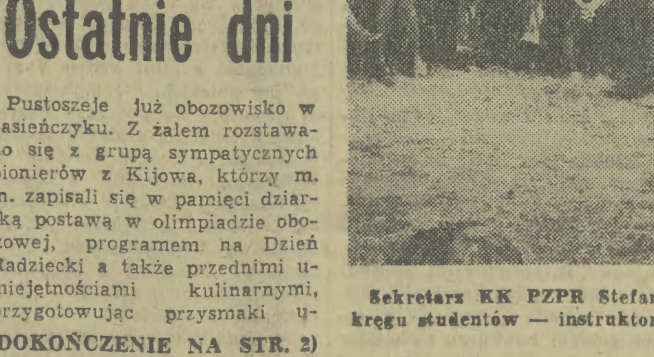 Ostatnie dni
Pustoszeje już obozowisko w
asieńczyku. Z żalem rozstawa-
o się z grupą sympatycznych
pionierów z Kijowa, którzy m.
n. zapisali się w pamięci dziar-
ką postawą w olimpiadzie obo-
zowej, programem na Dzień
Radziecki a także przednimi u-
miejętnościami kulinarnymi,
przygotowując przysmaki u-
DOKOŃCZENIE NA STR. 2)
Sekretarz KK PZPR Stefan
kręgu studentów — instruktor